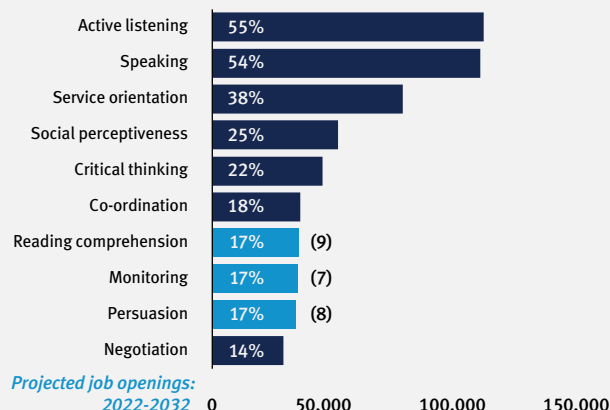 Active listening 55%
Speaking 54%
Service orientation 38%
Social perceptiveness 25%
Critical thinking 22%
Co-ordination 18%
Reading comprehension 17% (9)
Monitoring 17% (7)
Persuasion 17% (8)
Negotiation 14%
Projected job openings:
2022-2032 0 50,000 100,000 150,000